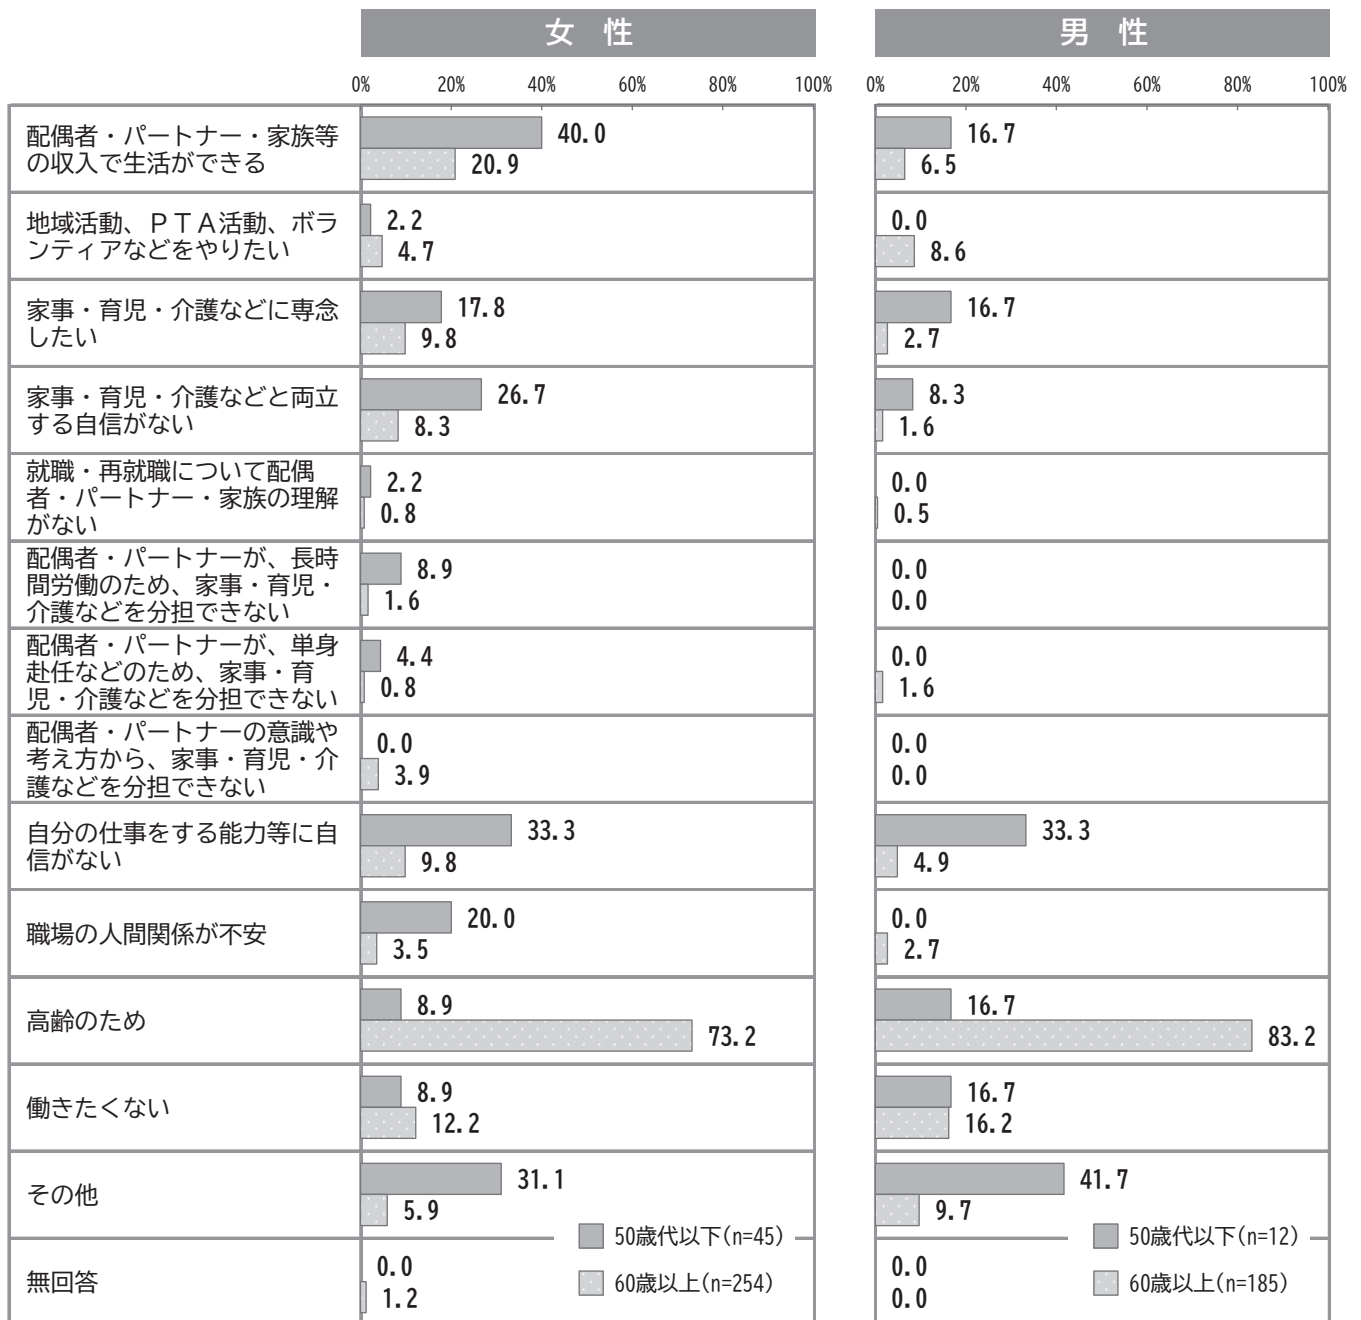 女 性
男 性
0% 20% 40% 60% 80% 100%
0% 20% 40% 60% 80% 100%
配偶者・パートナー・家族等
の収入で生活ができる
40.0
20.9
16.7
6.5
地域活動、ＰＴＡ活動、ボラ
ンティアなどをやりたい
2.2
4.7
0.0
8.6
家事・育児・介護などに専念
したい
17.8
9.8
16.7
2.7
家事・育児・介護などと両立
する自信がない
26.7
8.3
8.3
1.6
就職・再就職について配偶
者・パートナー・家族の理解
がない
2.2
0.8
0.0
0.5
配偶者・パートナーが、長時
間労働のため、家事・育児・
介護などを分担できない
8.9
1.6
0.0
0.0
配偶者・パートナーが、単身
赴任などのため、家事・育
児・介護などを分担できない
4.4
0.8
0.0
1.6
配偶者・パートナーの意識や
考え方から、家事・育児・介
護などを分担できない
0.0
3.9
0.0
0.0
自分の仕事をする能力等に自
信がない
33.3
9.8
33.3
4.9
職場の人間関係が不安
20.0
3.5
0.0
2.7
高齢のため
8.9
73.2
16.7
83.2
働きたくない
8.9
12.2
16.7
16.2
その他
31.1
5.9
41.7
9.7
無回答
0.0
1.2
0.0
0.0
50歳代以下(n=45)
60歳以上(n=254)
50歳代以下(n=12)
60歳以上(n=185)